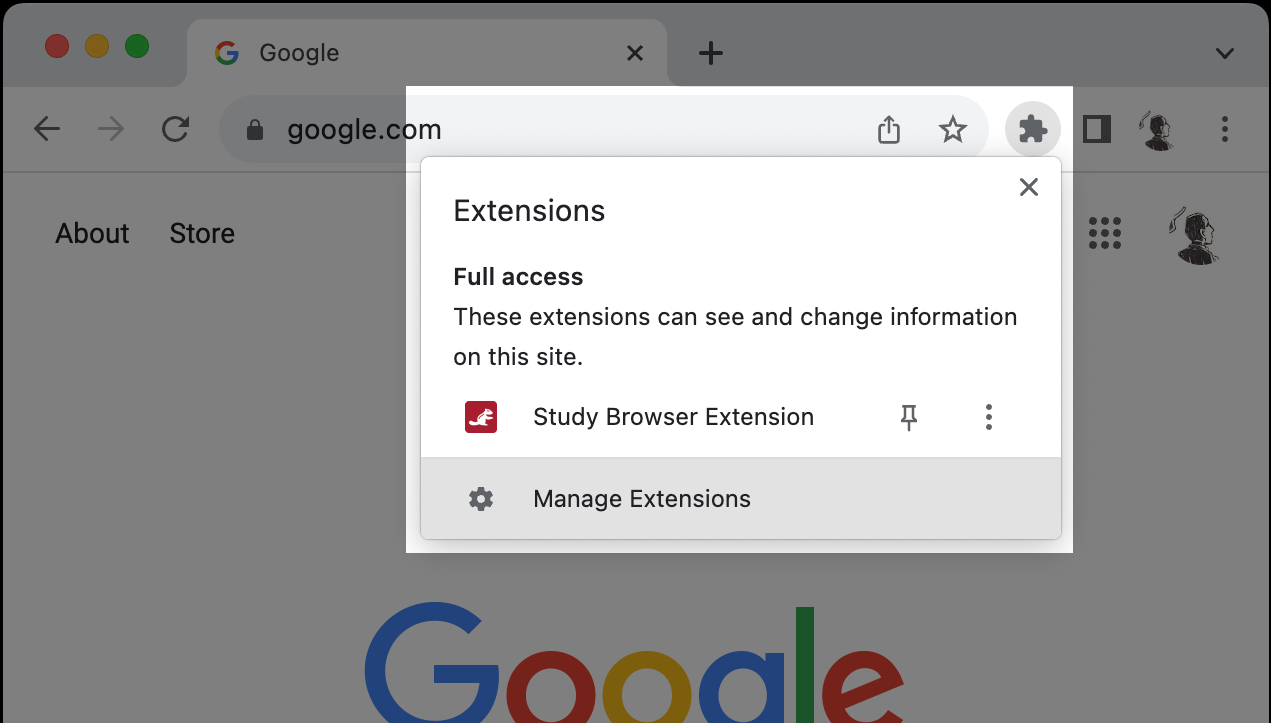 Google
google.com
About Store
Extensions
Full access
These extensions can see and change information
on this site.
Study Browser Extension
Manage Extensions
Google